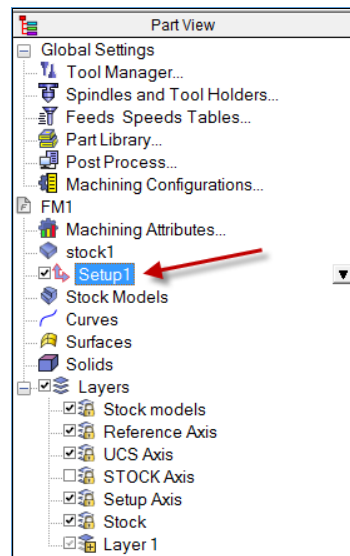 Part View
Global Settings
Tool Manager...
Spindles and Tool Holders...
Feeds Speeds Tables...
Part Library...
Post Process...
Machining Configurations...
FM1
Machining Attributes...
stock1
Setup1
Stock Models
Curves
Surfaces
Solids
Layers
Stock models
Reference Axis
UCS Axis
STOCK Axis
Setup Axis
Stock
Layer 1